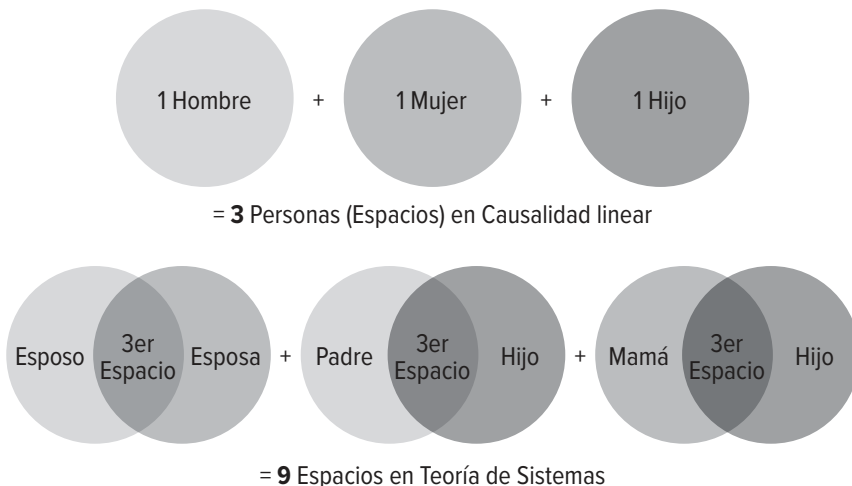 1 Hombre + 1 Mujer + 1 Hijo
= 3 Personas (Espacios) en Causalidad linear
Esposo 3er Espacio Esposa + Padre 3er Espacio Hijo + Mamá 3er Espacio Hijo
= 9 Espacios en Teoría de Sistemas